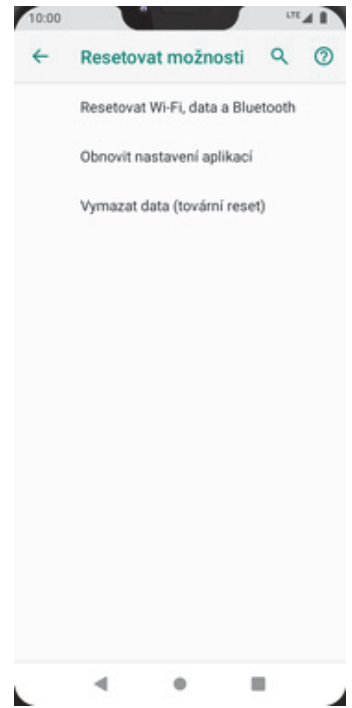 10:00 LTE
Resetovat možnosti
Resetovat Wi-Fi, data a Bluetooth
Obnovit nastavení aplikací
Vymazat data (tovární reset)